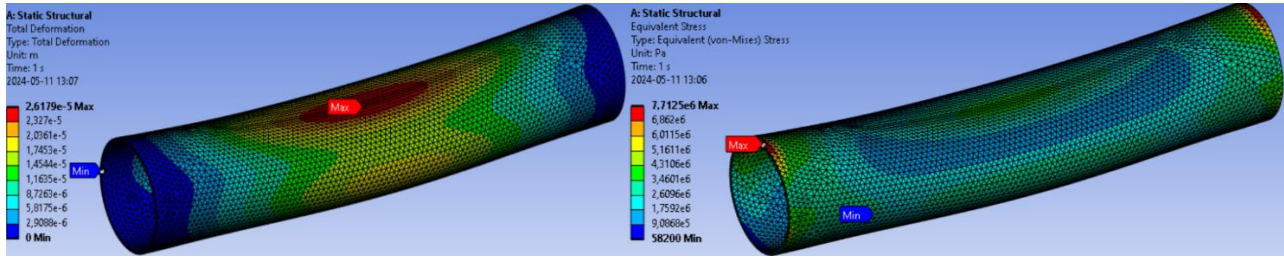 A: Static Structural
Total Deformation
Type: Total Deformation
Unit: m
Time: 1 s
2024-05-11 13:07
2,6179e-5 Max
2,327e-5
2,0361e-5
1,7453e-5
1,4544e-5
1,1635e-5
8,7263e-6
5,8175e-6
2,9088e-6
0 Min
Max
Min
A: Static Structural
Equivalent Stress
Type: Equivalent (von-Mises) Stress
Unit: Pa
Time: 1 s
2024-05-11 13:06
7,7125e6 Max
6,862e6
6,0115e6
5,1611e6
4,3106e6
3,4601e6
2,6096e6
1,7592e6
9,0868e5
58200 Min
Max
Min